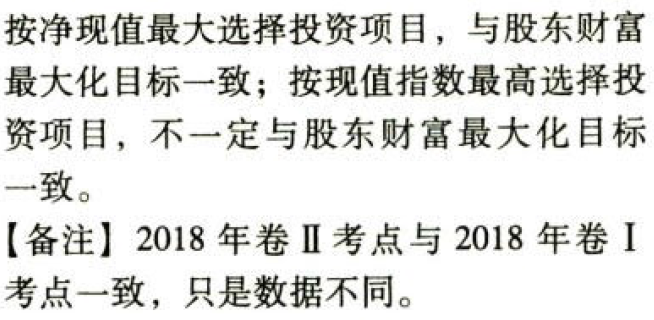 按净现值最大选择投资项目，与股东财富
最大化目标一致；按现值指数最高选择投
资项目，不一定与股东财富最大化目标
一致。
【备注】2018 年卷Ⅱ考点与 2018 年卷Ⅰ
考点一致，只是数据不同。